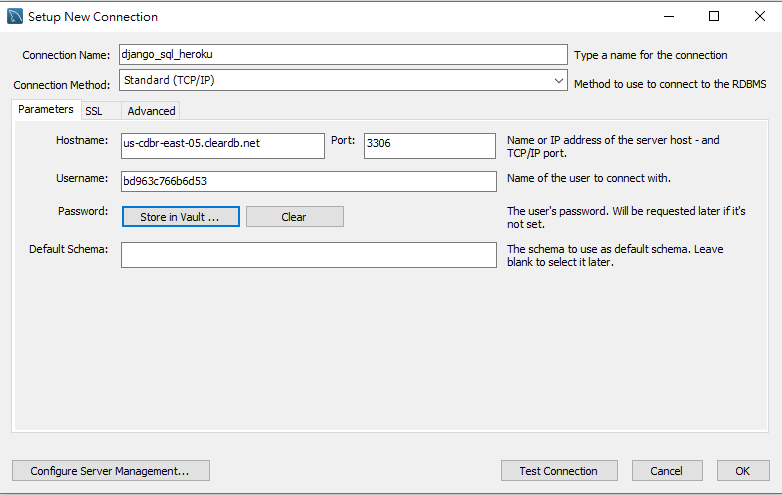 Setup New Connection
Connection Name: django_sql_heroku Type a name for the connection
Connection Method: Standard (TCP/IP) Method to use to connect to the RDBMS
Parameters SSL Advanced
Hostname: us-cdbr-east-05.cleardb.net Port: 3306 Name or IP address of the server host - and
TCP/IP port.
Username: bd963c766b6d53 Name of the user to connect with.
Password: Store in Vault ... Clear The user's password. Will be requested later if it's
not set.
Default Schema: The schema to use as default schema. Leave
blank to select it later.
Configure Server Management... Test Connection Cancel OK